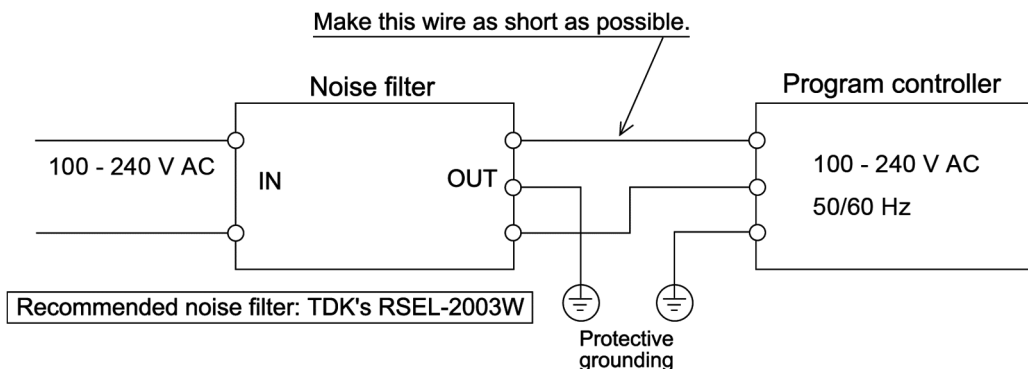 Make this wire as short as possible.
Noise filter
Program controller
100 - 240 V AC
IN
OUT
100 - 240 V AC
50/60 Hz
Recommended noise filter: TDK's RSEL-2003W
Protective
grounding